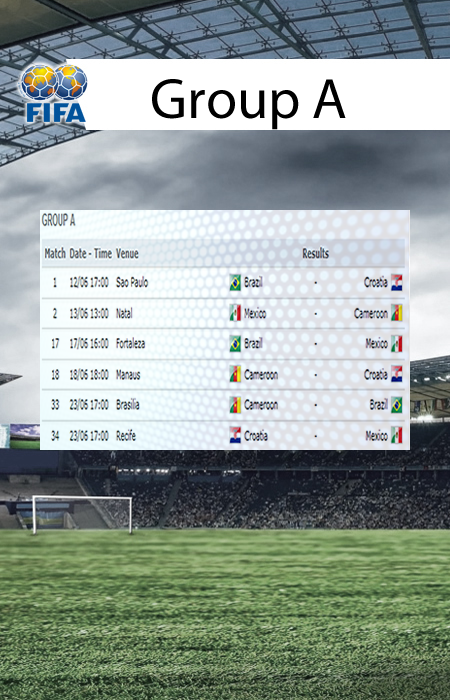 FIFA
Group A
GROUP A
Match Date - Time Venue Results
1 12/06 17:00 Sao Paulo Brazil - Croatia
2 13/06 13:00 Natal Mexico - Cameroon
17 17/06 16:00 Fortaleza Brazil - Mexico
18 18/06 18:00 Manaus Cameroon - Croatia
33 23/06 17:00 Brasilia Cameroon - Brazil
34 23/06 17:00 Recife Croatia - Mexico